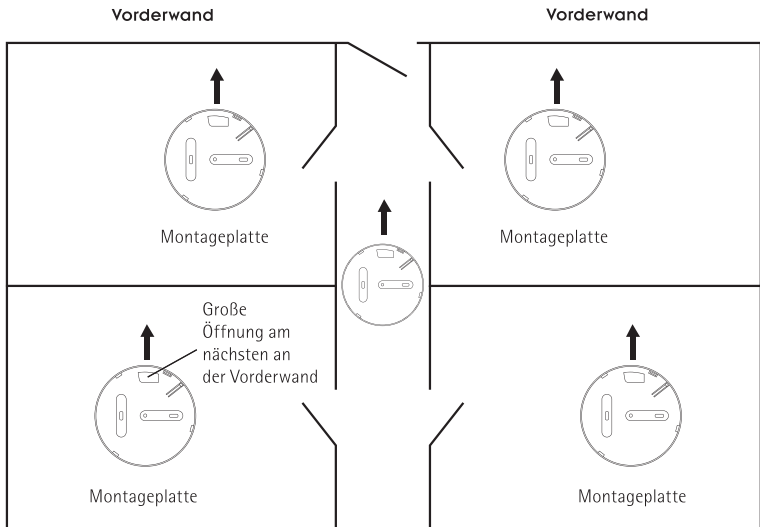 Vorderwand
Vorderwand
Montageplatte
Montageplatte
Große
Öffnung am
nächsten an
der Vorderwand
Montageplatte
Montageplatte